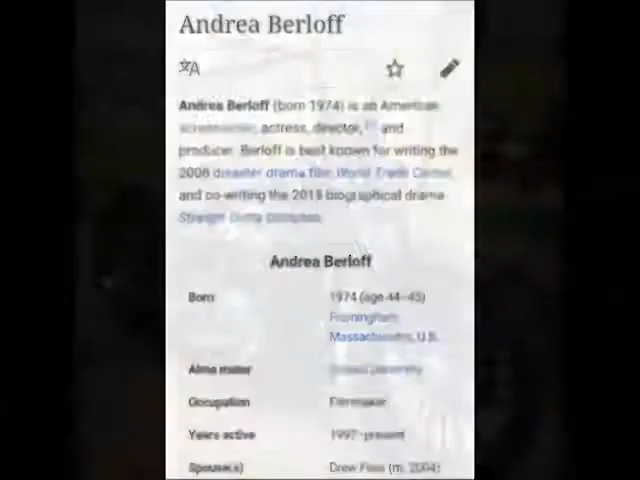 Andrea Berloff
Andrea Berloff (born 1974) is an American
screenwriter, actress, director, and
producer. Berloff is best known for writing the
2006 disaster drama film World Trade Center,
and co-writing the 2015 biographical drama
Straight Outta Compton.
Andrea Berloff
Born
1974 (age 44–45)
Framingham,
Massachusetts, U.S.
Alma mater
Cornell University
Occupation
Filmmaker
Years active
1997–present
Spouse(s)
Drew Filus (m. 2004)